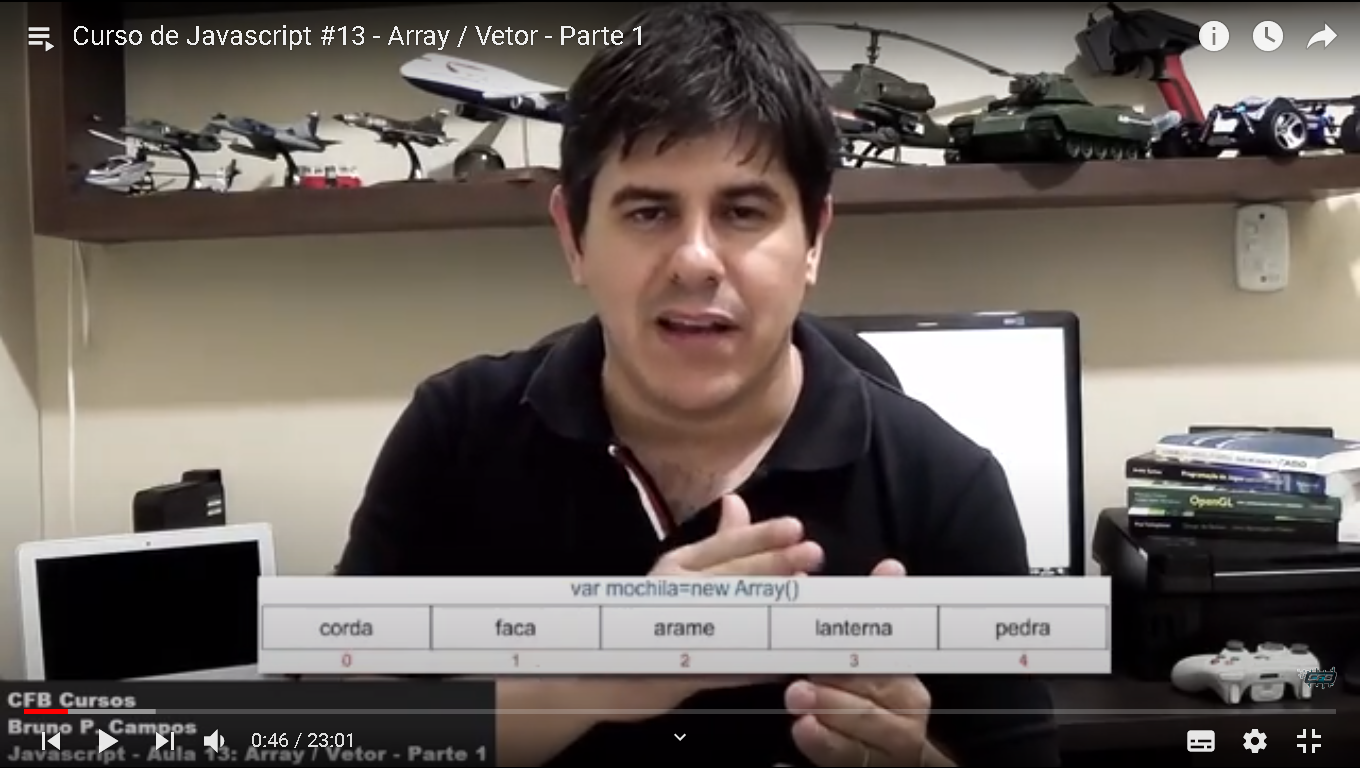 Curso de Javascript #13 - Array / Vetor - Parte 1
OpenGL
var mochila=new Array()
corda faca arame lanterna pedra
0 1 2 3 4
CFB Cursos
Bruno P. Campos
0:46 / 23:01
Javascript - Aula 13: Array / Vetor - Parte 1